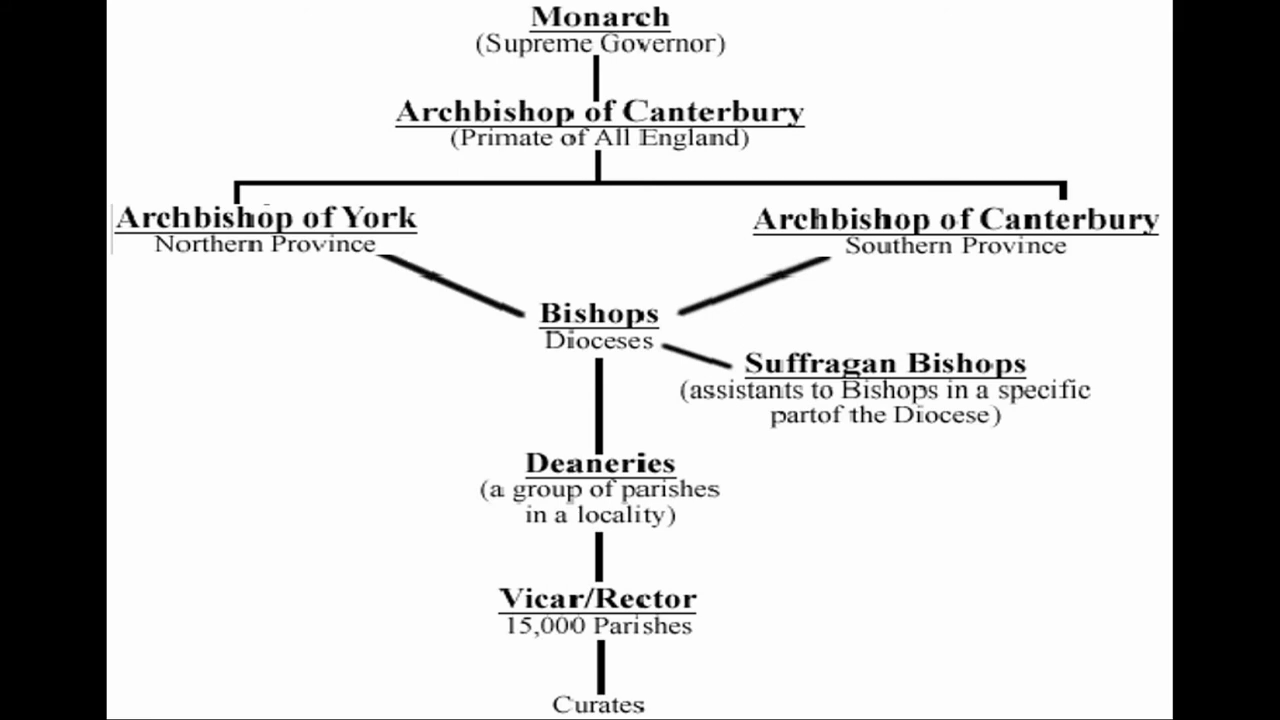 Monarch
(Supreme Governor)
Archbishop of Canterbury
(Primate of All England)
Archbishop of York
Northern Province
Archbishop of Canterbury
Southern Province
Bishops
Dioceses
Suffragan Bishops
(assistants to Bishops in a specific
partof the Diocese)
Deaneries
(a group of parishes
in a locality)
Vicar/Rector
15,000 Parishes
Curates